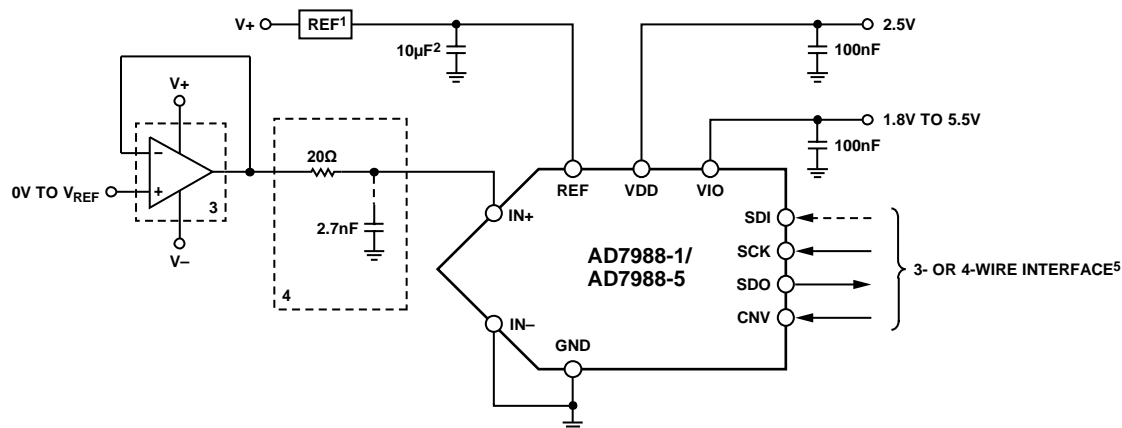 V+
REF1
10µF2
2.5V
100nF
1.8V TO 5.5V
100nF
V+
–
+
3
0V TO VREF
V–
20Ω
2.7nF
4
REF
VDD
VIO
IN+
IN–
GND
AD7988-1/
AD7988-5
SDI
SCK
SDO
CNV
3- OR 4-WIRE INTERFACE5